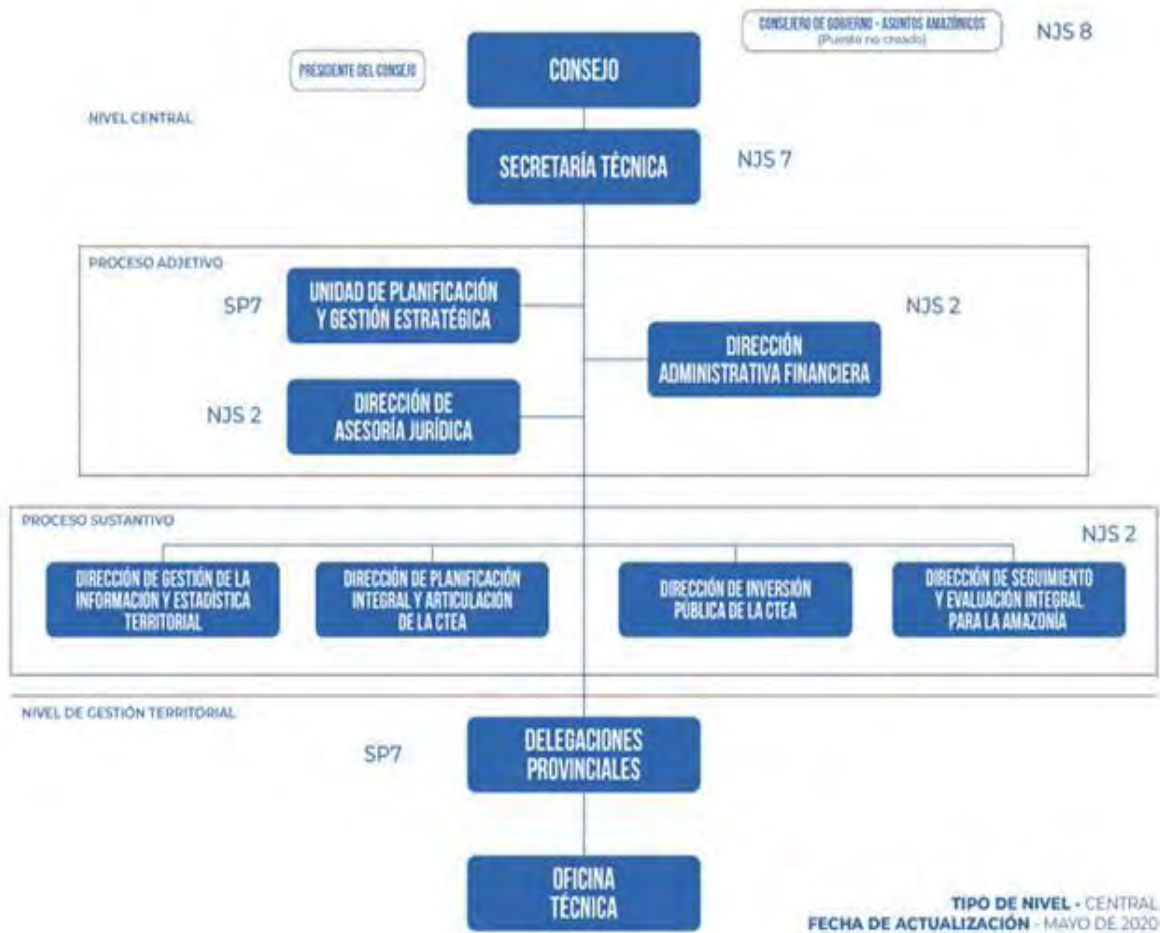 CONSEJERO DE GOBIERNO - ASUNTOS AMAZÓNICOS
(Puesto no creado)
NJS 8
PRESIDENTE DEL CONSEJO
CONSEJO
NIVEL CENTRAL
SECRETARÍA TÉCNICA
NJS 7
PROCESO ADJETIVO
SP7
UNIDAD DE PLANIFICACIÓN
Y GESTIÓN ESTRATÉGICA
NJS 2
DIRECCIÓN
ADMINISTRATIVA FINANCIERA
NJS 2
DIRECCIÓN DE
ASESORÍA JURÍDICA
PROCESO SUSTANTIVO
NJS 2
DIRECCIÓN DE GESTIÓN DE LA
INFORMACIÓN Y ESTADÍSTICA
TERRITORIAL
DIRECCIÓN DE PLANIFICACIÓN
INTEGRAL Y ARTICULACIÓN
DE LA CTEA
DIRECCIÓN DE INVERSIÓN
PÚBLICA DE LA CTEA
DIRECCIÓN DE SEGUIMIENTO
Y EVALUACIÓN INTEGRAL
PARA LA AMAZONÍA
NIVEL DE GESTIÓN TERRITORIAL
SP7
DELEGACIONES
PROVINCIALES
OFICINA
TÉCNICA
TIPO DE NIVEL - CENTRAL
FECHA DE ACTUALIZACIÓN - MAYO DE 2020